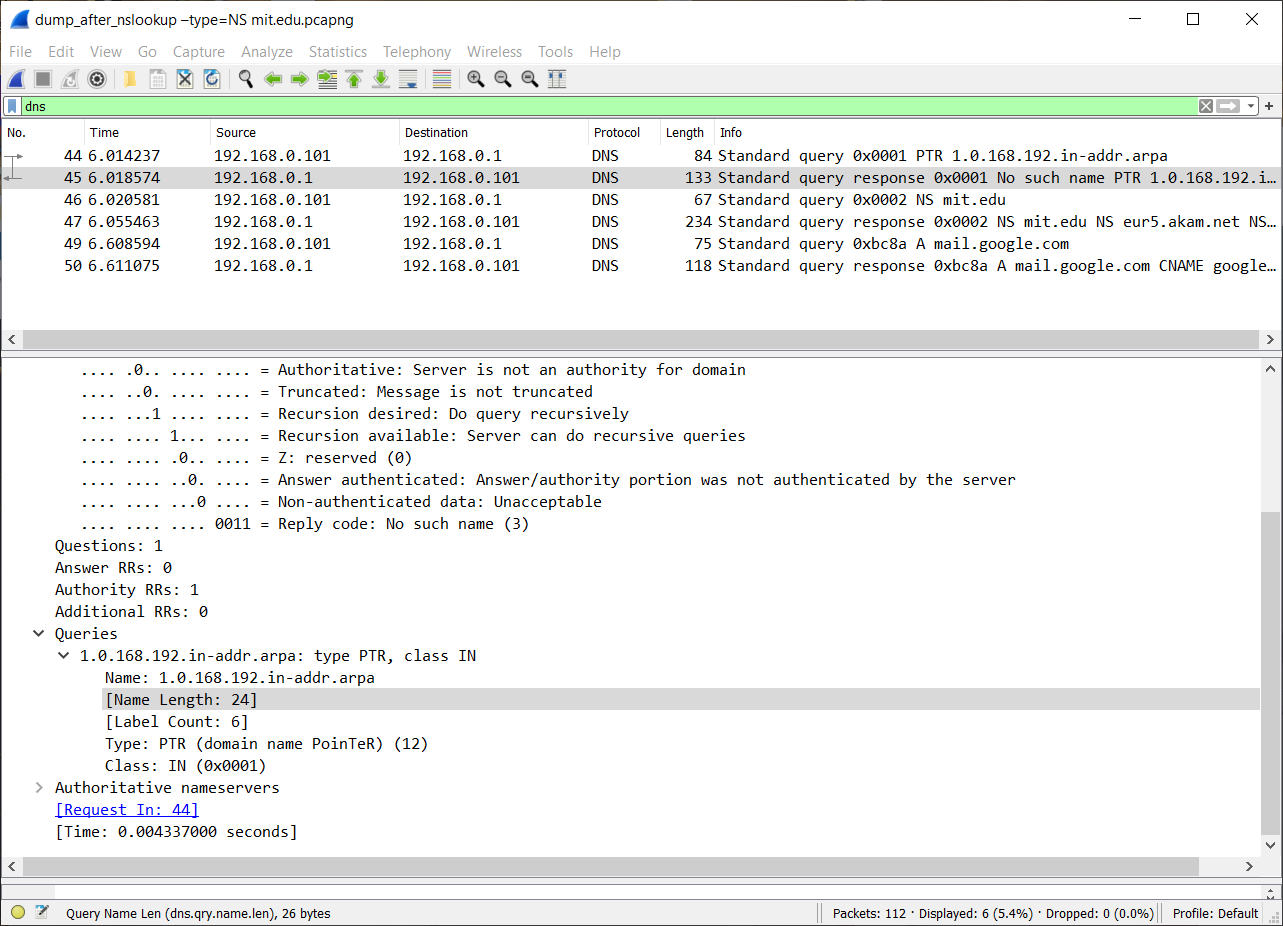 dump_after_nslookup –type=NS mit.edu.pcapng
File Edit View Go Capture Analyze Statistics Telephony Wireless Tools Help
dns
No. Time Source Destination Protocol Length Info
44 6.014237 192.168.0.101 192.168.0.1 DNS 84 Standard query 0x0001 PTR 1.0.168.192.in-addr.arpa
45 6.018574 192.168.0.1 192.168.0.101 DNS 133 Standard query response 0x0001 No such name PTR 1.0.168.192.i…
46 6.020581 192.168.0.101 192.168.0.1 DNS 67 Standard query 0x0002 NS mit.edu
47 6.055463 192.168.0.1 192.168.0.101 DNS 234 Standard query response 0x0002 NS mit.edu NS eur5.akam.net NS…
49 6.608594 192.168.0.101 192.168.0.1 DNS 75 Standard query 0xbc8a A mail.google.com
50 6.611075 192.168.0.1 192.168.0.101 DNS 118 Standard query response 0xbc8a A mail.google.com CNAME google…
.... .0.. .... .... = Authoritative: Server is not an authority for domain
.... ..0. .... .... = Truncated: Message is not truncated
.... ...1 .... .... = Recursion desired: Do query recursively
.... .... 1... .... = Recursion available: Server can do recursive queries
.... .... .0.. .... = Z: reserved (0)
.... .... ..0. .... = Answer authenticated: Answer/authority portion was not authenticated by the server
.... .... ...0 .... = Non-authenticated data: Unacceptable
.... .... .... 0011 = Reply code: No such name (3)
Questions: 1
Answer RRs: 0
Authority RRs: 1
Additional RRs: 0
Queries
1.0.168.192.in-addr.arpa: type PTR, class IN
Name: 1.0.168.192.in-addr.arpa
[Name Length: 24]
[Label Count: 6]
Type: PTR (domain name PoinTeR) (12)
Class: IN (0x0001)
Authoritative nameservers
[Request In: 44]
[Time: 0.004337000 seconds]
Query Name Len (dns.qry.name.len), 26 bytes Packets: 112 · Displayed: 6 (5.4%) · Dropped: 0 (0.0%) Profile: Default